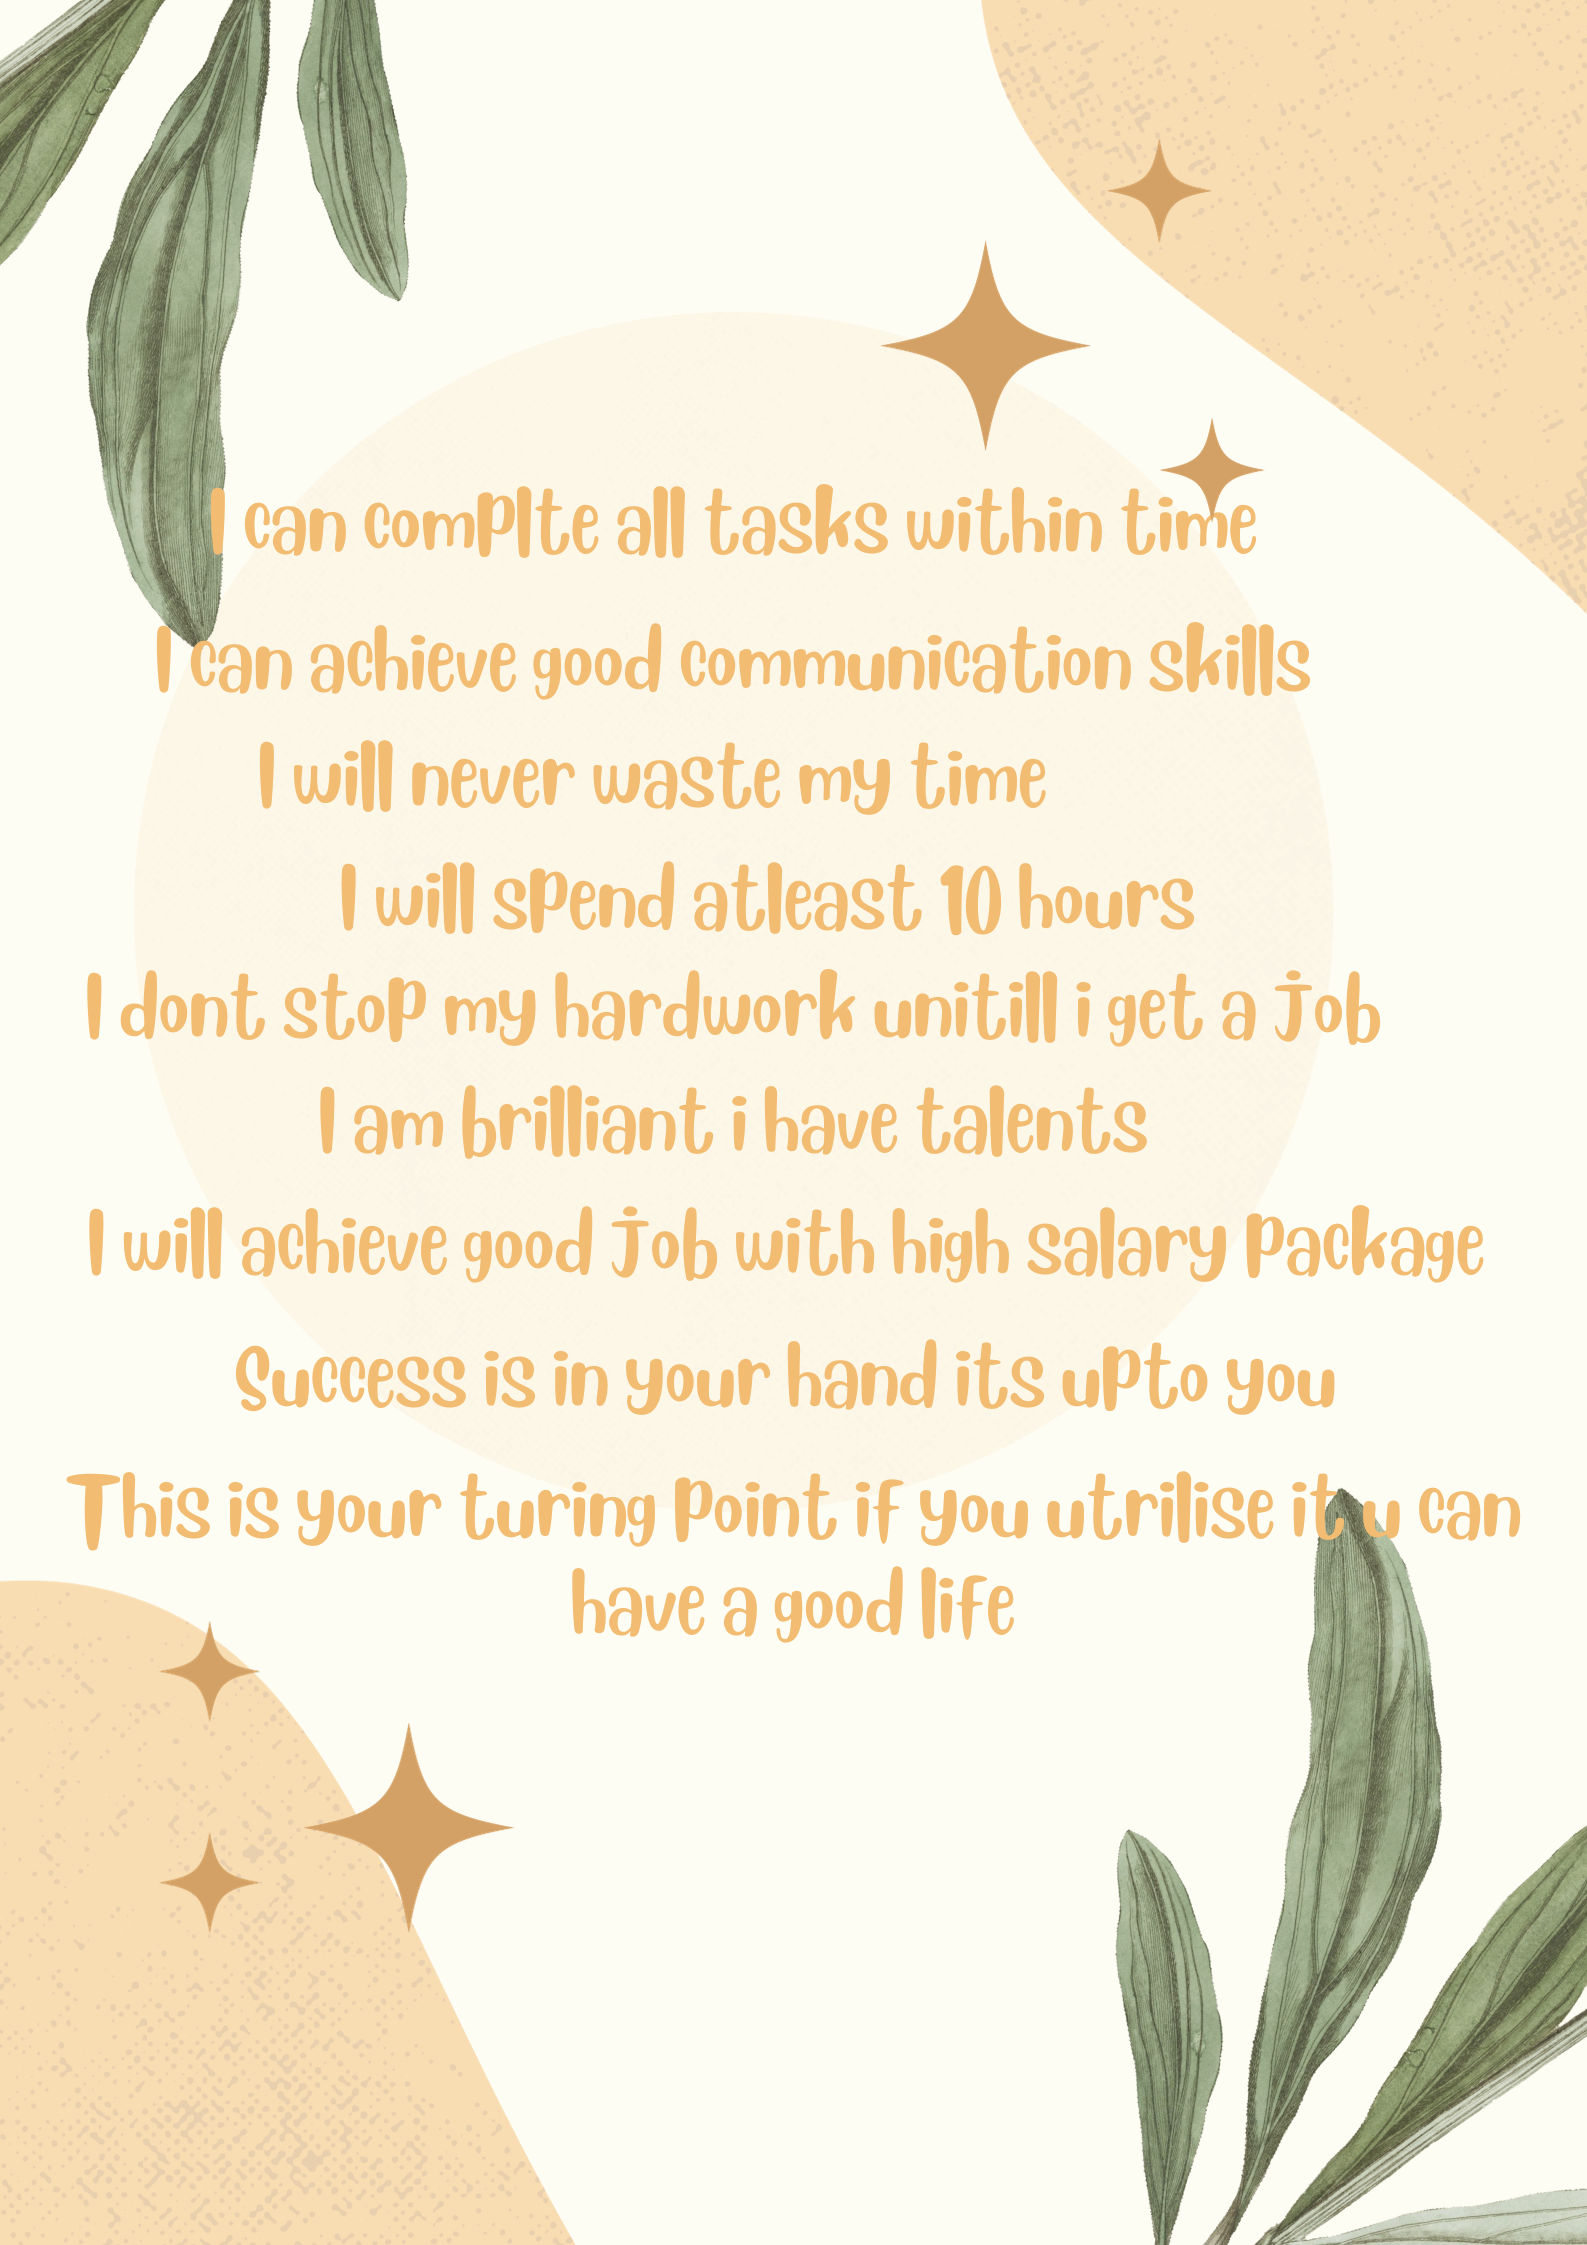 I can complte all tasks within time
I can achieve good communication skills
I will never waste my time
I will spend atleast 10 hours
I dont stop my hardwork unitill i get a job
I am brilliant i have talents
I will achieve good job with high salary package
Success is in your hand its upto you
This is your turing point if you utrilise it u can
have a good life